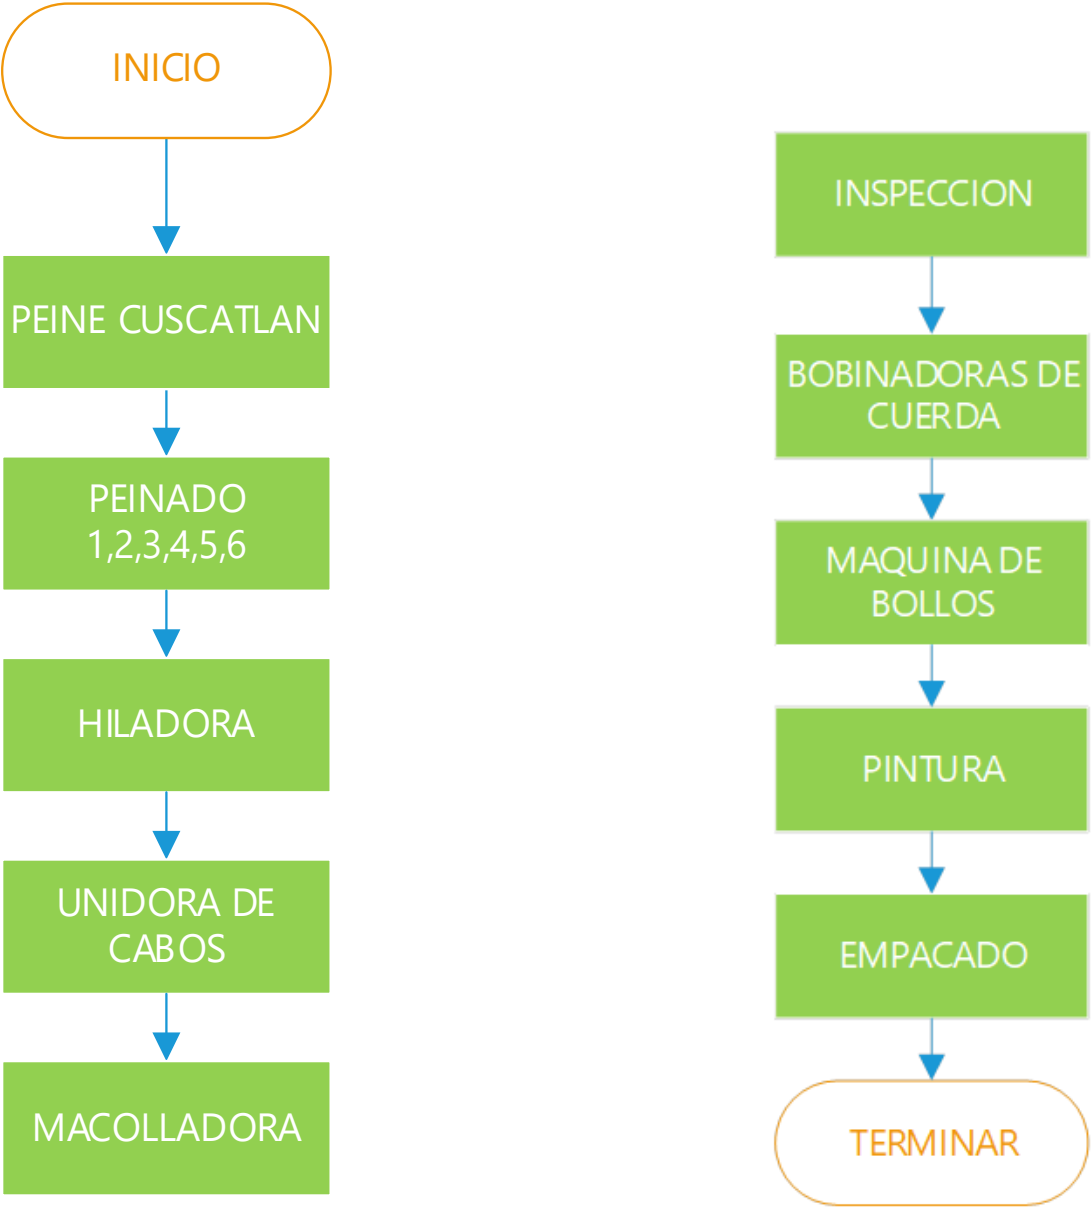 INICIO
PEINE CUSCATLAN
PEINADO
1,2,3,4,5,6
HILADORA
UNIDORA DE
CABOS
MACOLLADORA
INSPECCION
BOBINADORAS DE
CUERDA
MAQUINA DE
BOLLOS
PINTURA
EMPACADO
TERMINAR